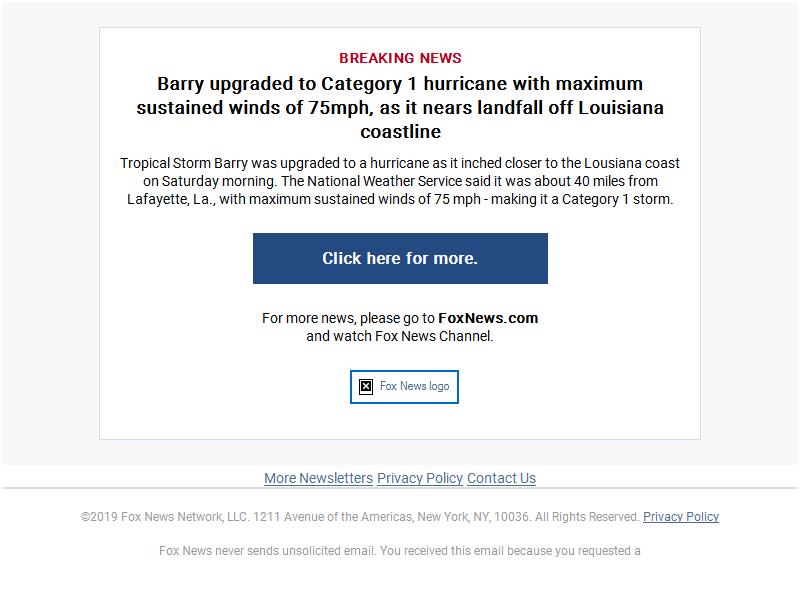 BREAKING NEWS
Barry upgraded to Category 1 hurricane with maximum
sustained winds of 75mph, as it nears landfall off Louisiana
coastline
Tropical Storm Barry was upgraded to a hurricane as it inched closer to the Lousiana coast
on Saturday morning. The National Weather Service said it was about 40 miles from
Lafayette, La., with maximum sustained winds of 75 mph - making it a Category 1 storm.
Click here for more.
For more news, please go to FoxNews.com
and watch Fox News Channel.
Fox News logo
More Newsletters Privacy Policy Contact Us
©2019 Fox News Network, LLC. 1211 Avenue of the Americas, New York, NY, 10036. All Rights Reserved. Privacy Policy
Fox News never sends unsolicited email. You received this email because you requested a